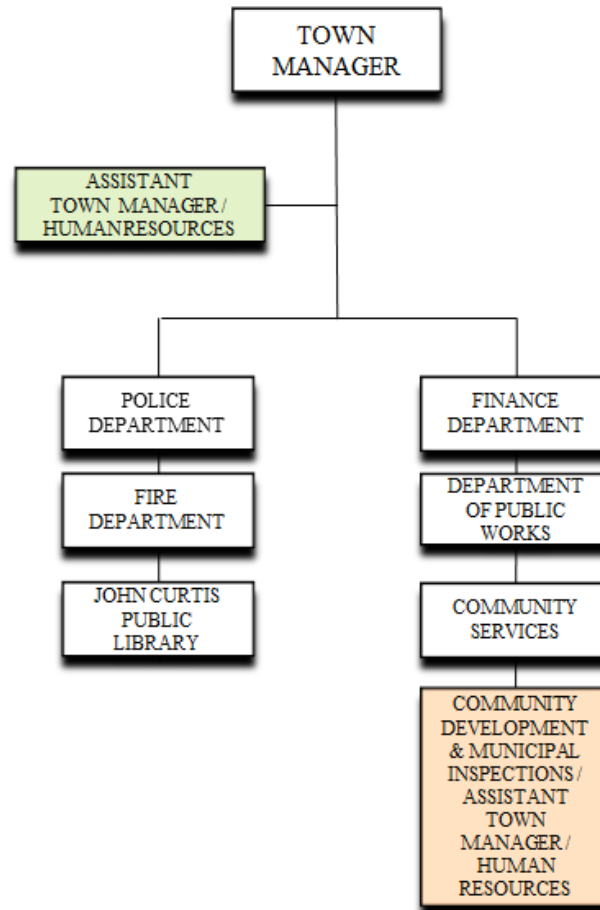 TOWN
MANAGER
ASSISTANT
TOWN MANAGER /
HUMANRESOURCES
POLICE
DEPARTMENT
FIRE
DEPARTMENT
JOHN CURTIS
PUBLIC
LIBRARY
FINANCE
DEPARTMENT
DEPARTMENT
OF PUBLIC
WORKS
COMMUNITY
SERVICES
COMMUNITY
DEVELOPMENT
& MUNICIPAL
INSPECTIONS /
ASSISTANT
TOWN
MANAGER /
HUMAN
RESOURCES